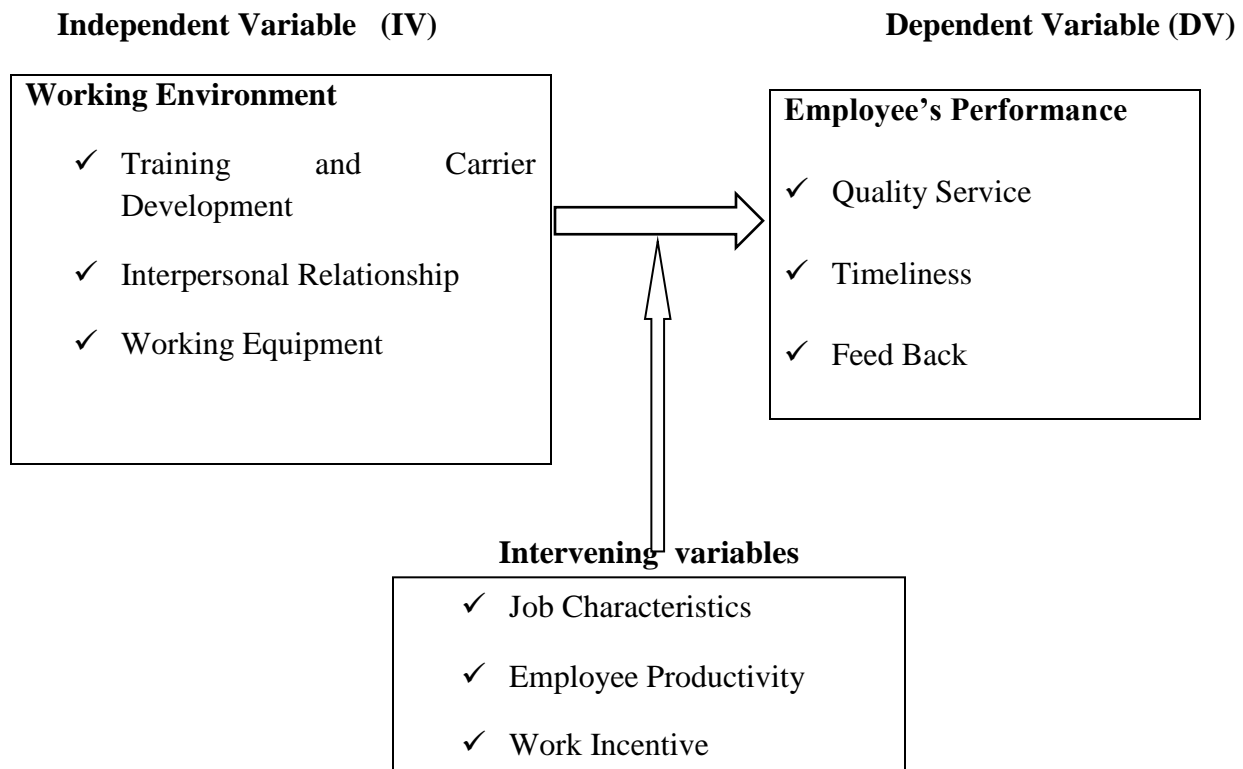 Independent Variable (IV)
Dependent Variable (DV)
Working Environment
✓ Training and Carrier
Development
✓ Interpersonal Relationship
✓ Working Equipment
Employee’s Performance
✓ Quality Service
✓ Timeliness
✓ Feed Back
Intervening variables
✓ Job Characteristics
✓ Employee Productivity
✓ Work Incentive